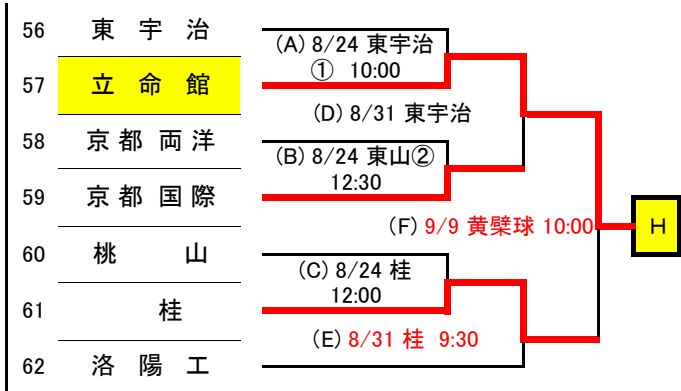 56 東 宇 治
(A) 8/24 東宇治
① 10:00
57 立 命 館
(D) 8/31 東宇治
58 京都 両洋
(B) 8/24 東山②
12:30
59 京都 国際
(F) 9/9 黄檗球 10:00
H
60 桃 山
(C) 8/24 桂
12:00
61 桂
(E) 8/31 桂 9:30
62 洛 陽 工